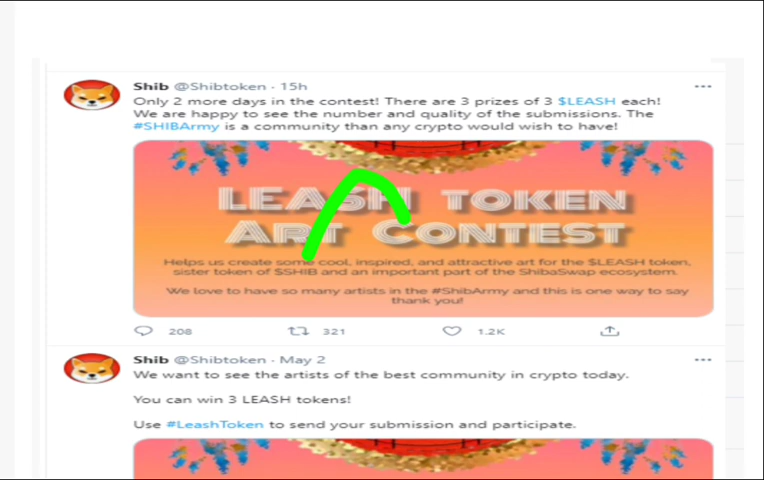 Shib @Shibtoken · 15h
Only 2 more days in the contest! There are 3 prizes of 3 $LEASH each!
We are happy to see the number and quality of the submissions. The
#SHIBArmy is a community than any crypto would wish to have!
LEASH TOKEN
ART CONTEST
Helps us create some cool, inspired, and attractive art for the $LEASH token,
sister token of $SHIB and an important part of the ShibaSwap ecosystem.
We love to have so many artists in the #ShibArmy and this is one way to say
thank you!
208 321 1.2K
Shib @Shibtoken · May 2
We want to see the artists of the best community in crypto today.
You can win 3 LEASH tokens!
Use #LeashToken to send your submission and participate.